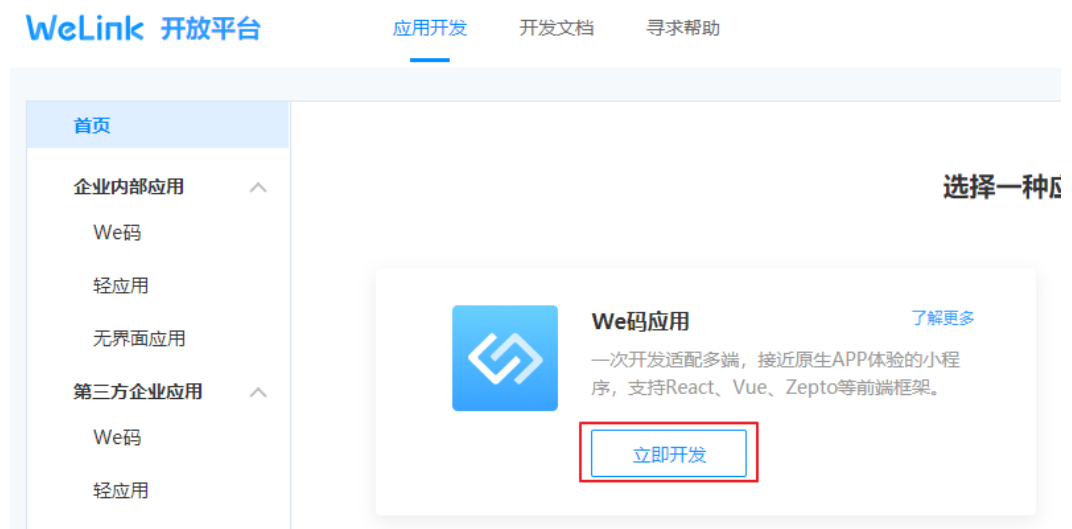 WeLink 开放平台
应用开发
开发文档
寻求帮助
首页
企业内部应用
We码
轻应用
无界面应用
第三方企业应用
We码
轻应用
选择一种应
We码应用
了解更多
一次开发适配多端，接近原生APP体验的小程
序，支持React、Vue、Zepto等前端框架。
立即开发